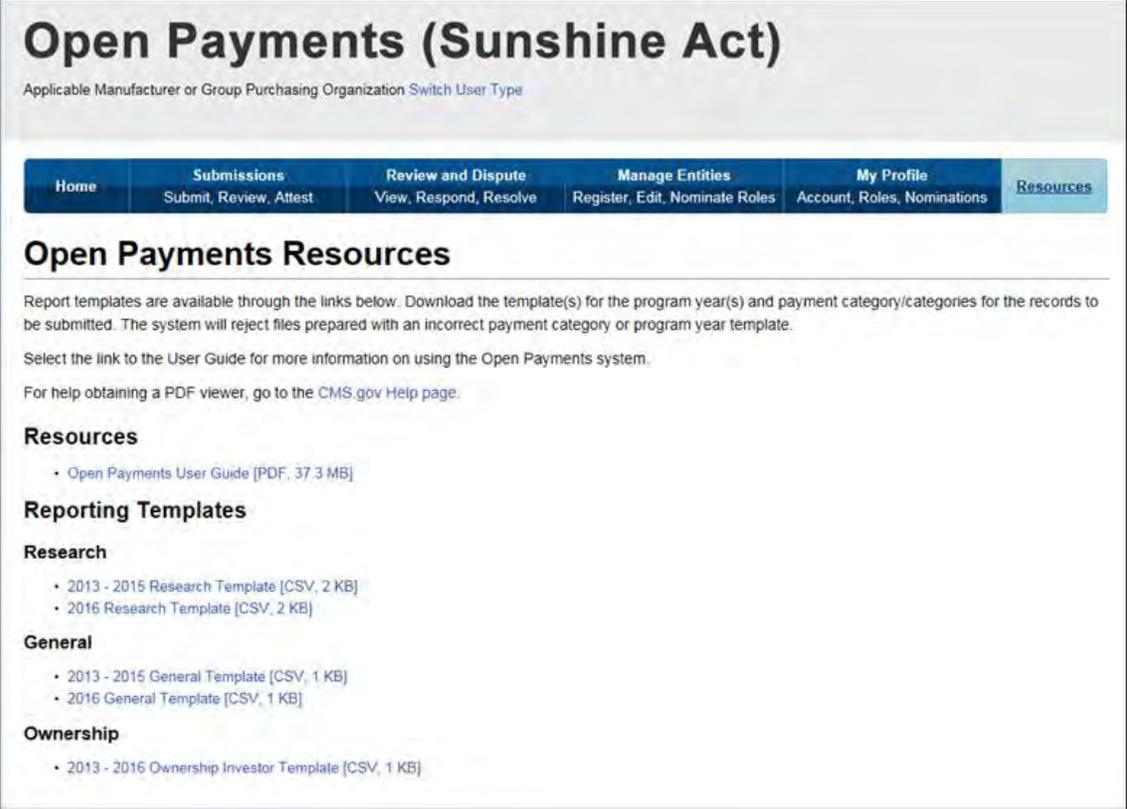 Open Payments (Sunshine Act)
Applicable Manufacturer or Group Purchasing Organization Switch User Type
Home
Submissions
Submit, Review, Attest
Review and Dispute
View, Respond, Resolve
Manage Entities
Register, Edit, Nominate Roles
My Profile
Account, Roles, Nominations
Resources
Open Payments Resources
Report templates are available through the links below. Download the template(s) for the program year(s) and payment category/categories for the records to
be submitted. The system will reject files prepared with an incorrect payment category or program year template.
Select the link to the User Guide for more information on using the Open Payments system.
For help obtaining a PDF viewer, go to the CMS.gov Help page.
Resources
• Open Payments User Guide [PDF, 37.3 MB]
Reporting Templates
Research
• 2013 - 2015 Research Template [CSV, 2 KB]
• 2016 Research Template [CSV, 2 KB]
General
• 2013 - 2015 General Template [CSV, 1 KB]
• 2016 General Template [CSV, 1 KB]
Ownership
• 2013 - 2016 Ownership Investor Template [CSV, 1 KB]